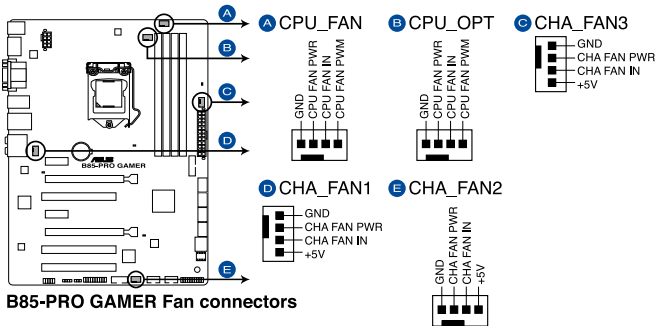 A
B
C
D
E
ASUS
B85-PRO GAMER
B85-PRO GAMER Fan connectors
A CPU_FAN
GND
CPU FAN PWR
CPU FAN IN
CPU FAN PWM
B CPU_OPT
GND
CPU FAN PWR
CPU FAN IN
CPU FAN PWM
C CHA_FAN3
GND
CHA FAN PWR
CHA FAN IN
+5V
D CHA_FAN1
GND
CHA FAN PWR
CHA FAN IN
+5V
E CHA_FAN2
GND
CHA FAN PWR
CHA FAN IN
+5V